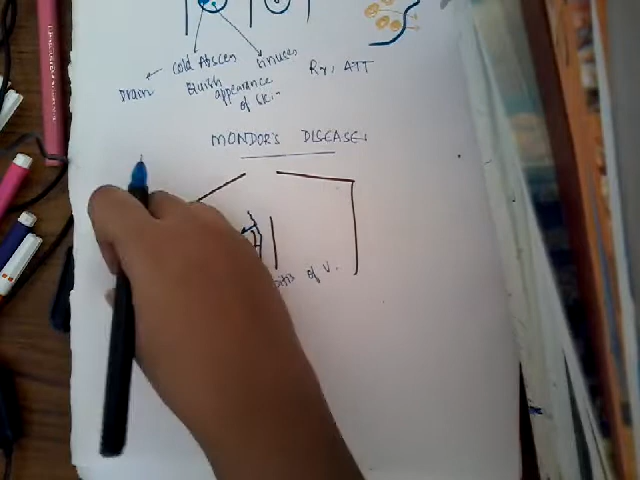 cold Abscess sinuses
Drain Bluish Rx, ATT
appearance
of sk:-
MONDOR'S DISEASE:
of V.